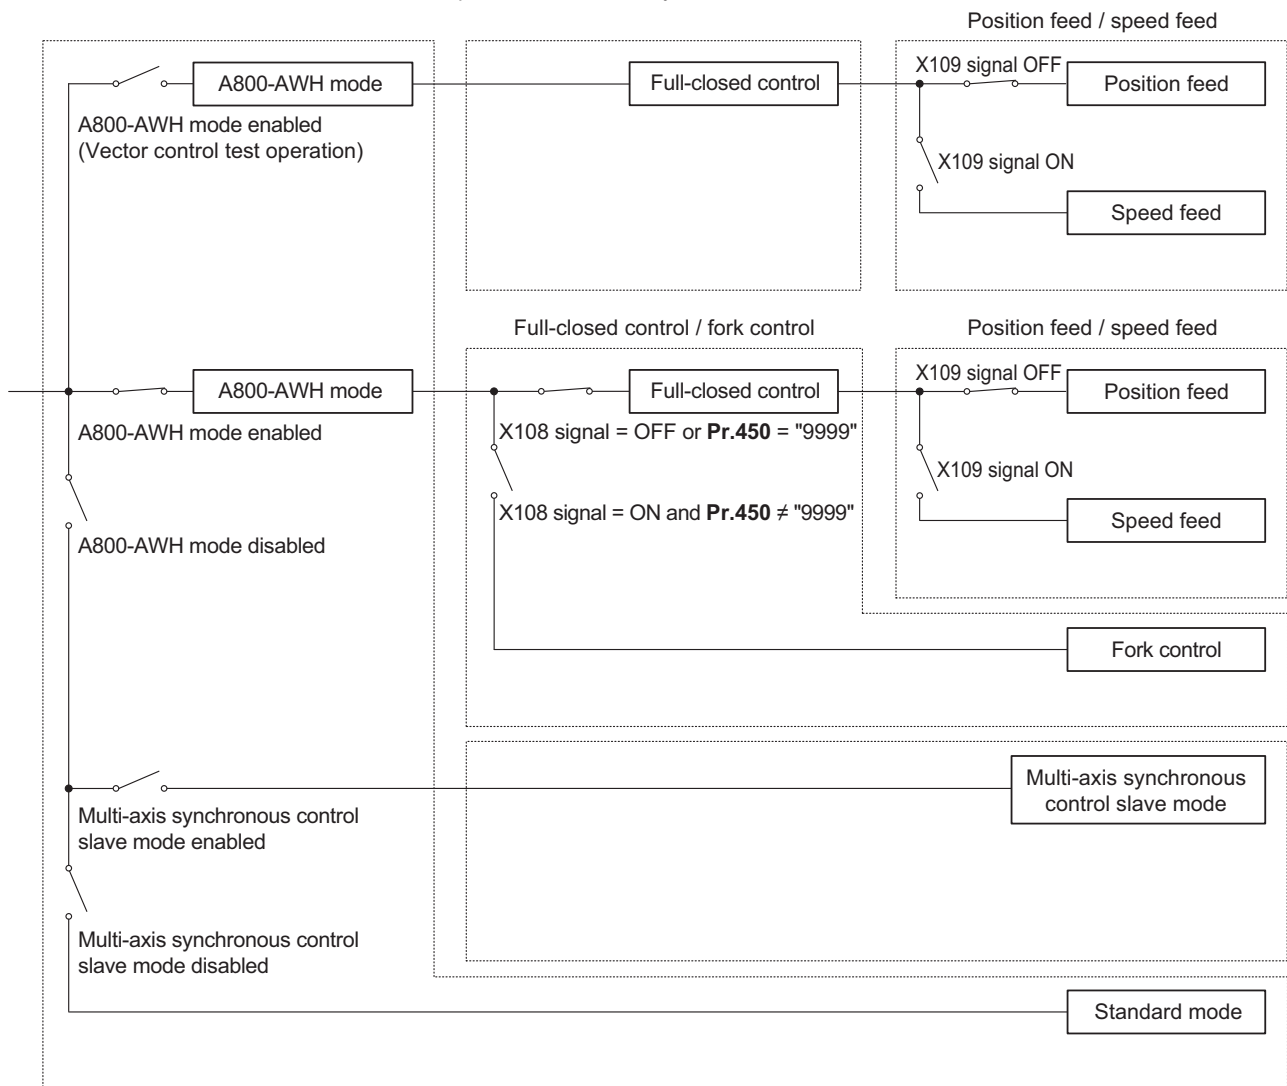 Position feed / speed feed
X109 signal OFF
A800-AWH mode
Full-closed control
Position feed
A800-AWH mode enabled
(Vector control test operation)
X109 signal ON
Speed feed
Full-closed control / fork control
Position feed / speed feed
X109 signal OFF
A800-AWH mode
Full-closed control
Position feed
A800-AWH mode enabled
X108 signal = OFF or Pr.450 = "9999"
X109 signal ON
X108 signal = ON and Pr.450 ≠ "9999"
Speed feed
A800-AWH mode disabled
Fork control
Multi-axis synchronous
control slave mode
Multi-axis synchronous control
slave mode enabled
Multi-axis synchronous control
slave mode disabled
Standard mode